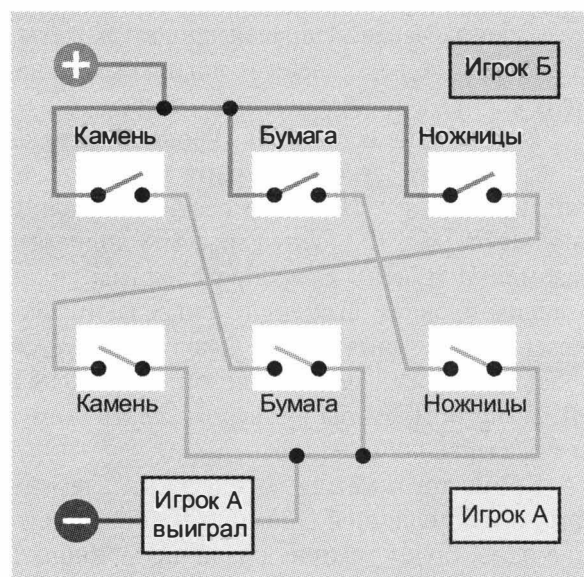 +
Игрок Б
Камень
Бумага
Ножницы
Камень
Бумага
Ножницы
−
Игрок А
выиграл
Игрок А